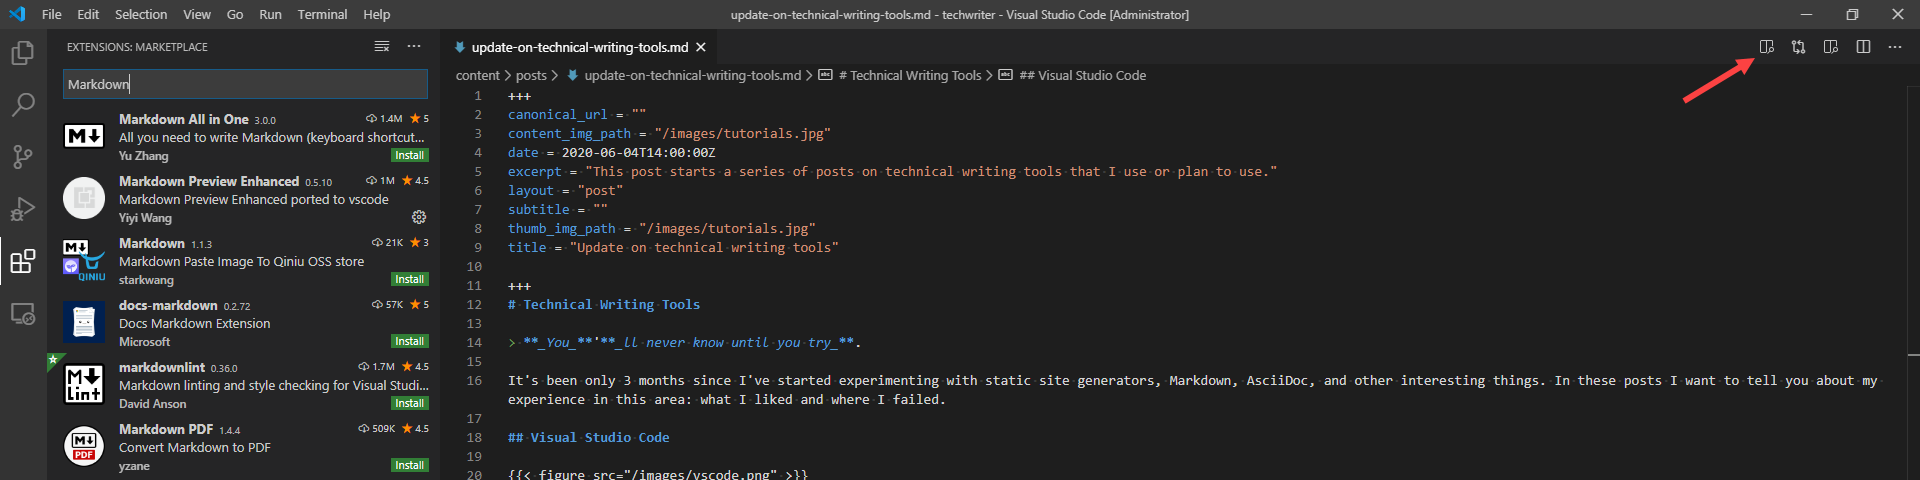 File Edit Selection View Go Run Terminal Help
update-on-technical-writing-tools.md - techwriter - Visual Studio Code [Administrator]
EXTENSIONS: MARKETPLACE
Markdown
Markdown All in One 3.0.0 1.4M 5
All you need to write Markdown (keyboard shortcut...
Yu Zhang Install
Markdown Preview Enhanced 0.5.10 1M 4.5
Markdown Preview Enhanced ported to vscode
Yiyi Wang
Markdown 1.1.3 21K 3
Markdown Paste Image To Qiniu OSS store
starkwang Install
QINIU
docs-markdown 0.2.72 57K 5
Docs Markdown Extension
Microsoft Install
markdownlint 0.36.0 1.7M 4.5
Markdown linting and style checking for Visual Studi...
David Anson Install
M lint
Markdown PDF 1.4.4 509K 4.5
Convert Markdown to PDF
yzane Install
M PDF
update-on-technical-writing-tools.md
content > posts > update-on-technical-writing-tools.md > # Technical Writing Tools > ## Visual Studio Code
1 +++
2 canonical_url = ""
3 content_img_path = "/images/tutorials.jpg"
4 date = 2020-06-04T14:00:00Z
5 excerpt = "This post starts a series of posts on technical writing tools that I use or plan to use."
6 layout = "post"
7 subtitle = ""
8 thumb_img_path = "/images/tutorials.jpg"
9 title = "Update on technical writing tools"
10
11 +++
12 # Technical Writing Tools
13
14 > **_You_**'**_ll never know until you try_**.
15
16 It's been only 3 months since I've started experimenting with static site generators, Markdown, AsciiDoc, and other interesting things. In these posts I want to tell you about my
experience in this area: what I liked and where I failed.
17
18 ## Visual Studio Code
19
20 {{< figure src="/images/vscode.png" >}}